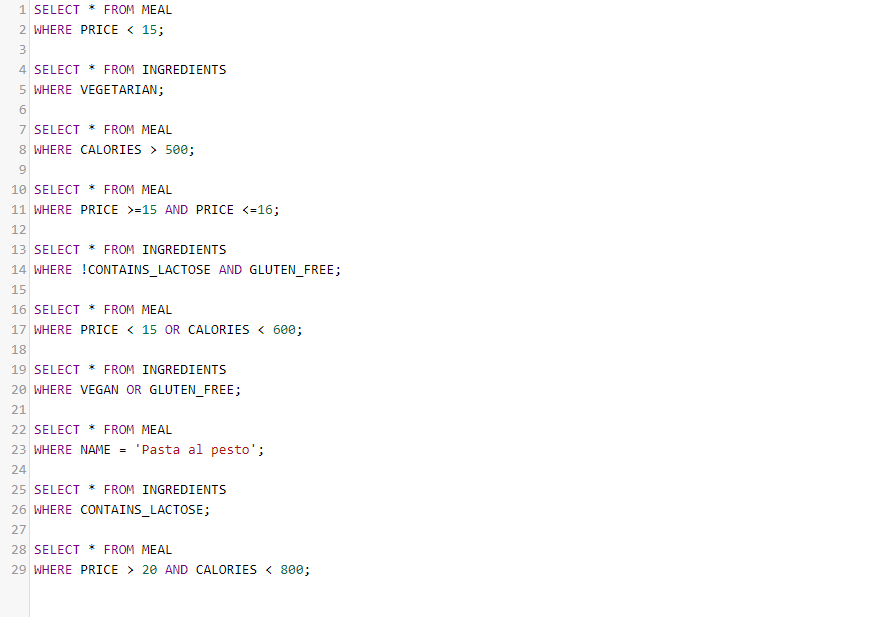 1 SELECT * FROM MEAL
2 WHERE PRICE < 15;
3
4 SELECT * FROM INGREDIENTS
5 WHERE VEGETARIAN;
6
7 SELECT * FROM MEAL
8 WHERE CALORIES > 500;
9
10 SELECT * FROM MEAL
11 WHERE PRICE >=15 AND PRICE <=16;
12
13 SELECT * FROM INGREDIENTS
14 WHERE !CONTAINS_LACTOSE AND GLUTEN_FREE;
15
16 SELECT * FROM MEAL
17 WHERE PRICE < 15 OR CALORIES < 600;
18
19 SELECT * FROM INGREDIENTS
20 WHERE VEGAN OR GLUTEN_FREE;
21
22 SELECT * FROM MEAL
23 WHERE NAME = 'Pasta al pesto';
24
25 SELECT * FROM INGREDIENTS
26 WHERE CONTAINS_LACTOSE;
27
28 SELECT * FROM MEAL
29 WHERE PRICE > 20 AND CALORIES < 800;